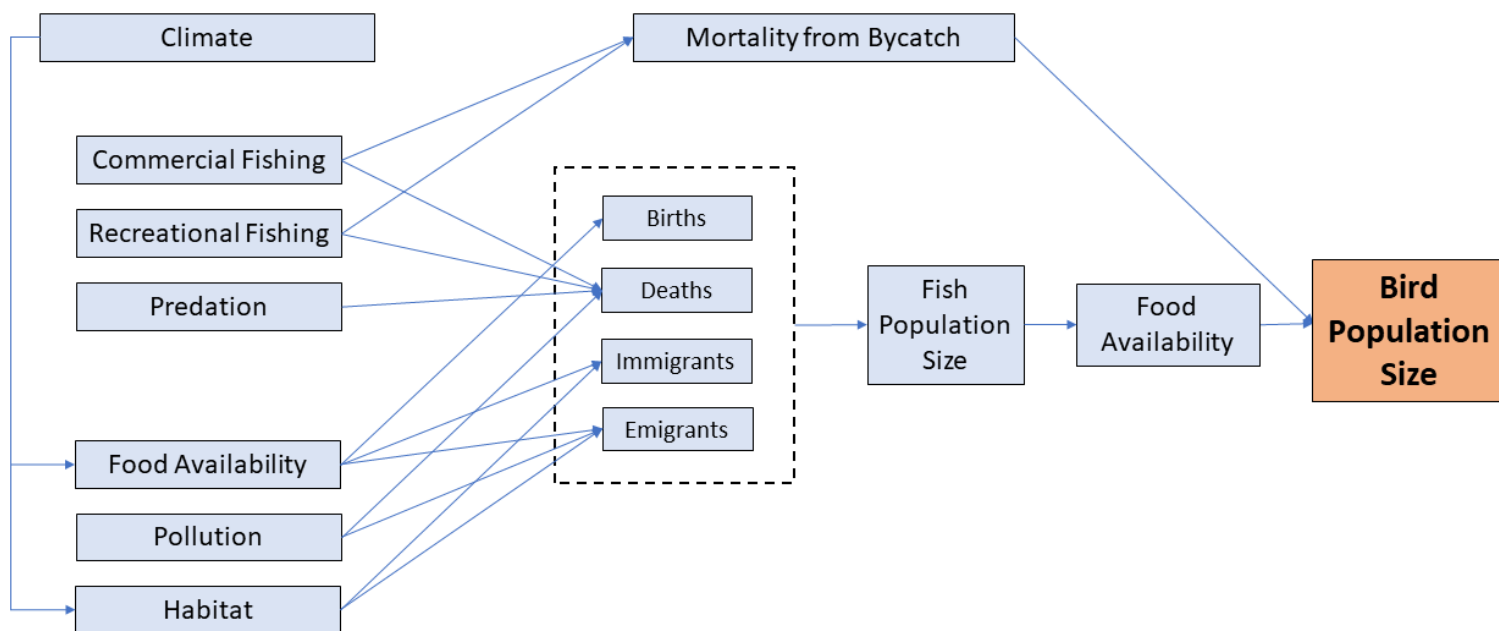 Climate
Mortality from Bycatch
Commercial Fishing
Recreational Fishing
Predation
Food Availability
Pollution
Habitat
Births
Deaths
Immigrants
Emigrants
Fish
Population
Size
Food
Availability
Bird
Population
Size